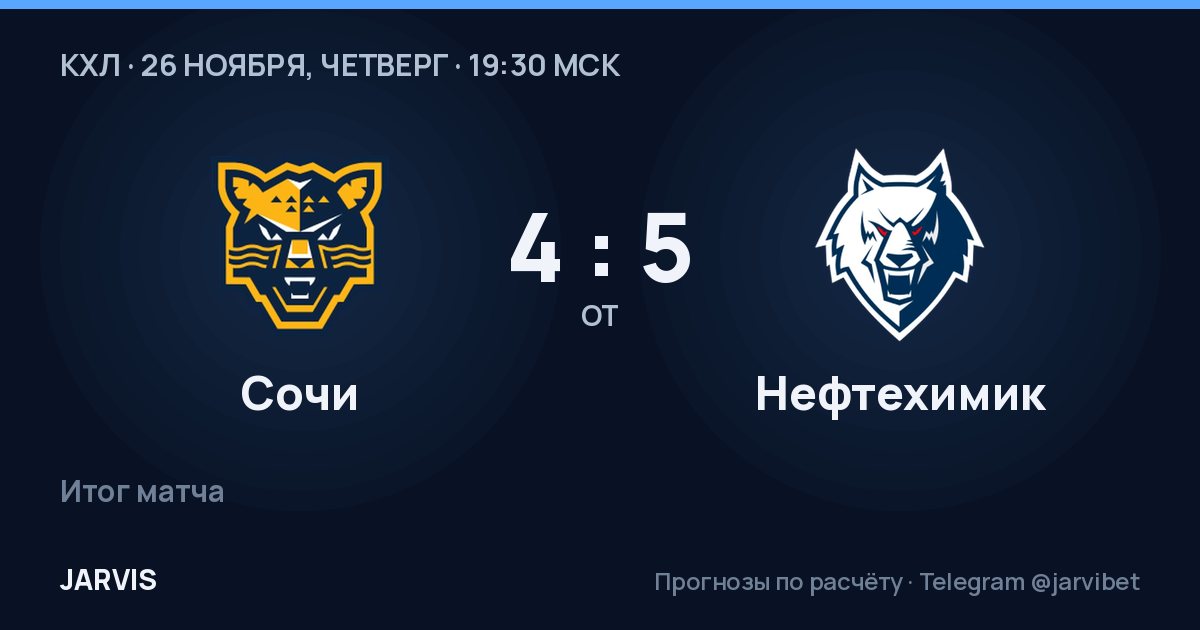 КХЛ · 26 НОЯБРЯ, ЧЕТВЕРГ · 19:30 МСК
4 : 5
ОТ
Сочи
Нефтехимик
Итог матча
JARVIS
Прогнозы по расчёту · Telegram @jarvibet